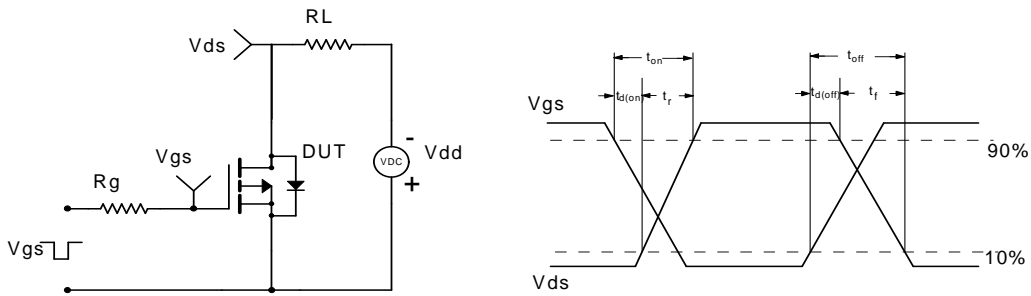 RL
Vds
Vgs
DUT
VDC
Vdd
-
+
Rg
Vgs
ton
toff
td(on)
tr
td(off)
tf
Vgs
90%
10%
Vds